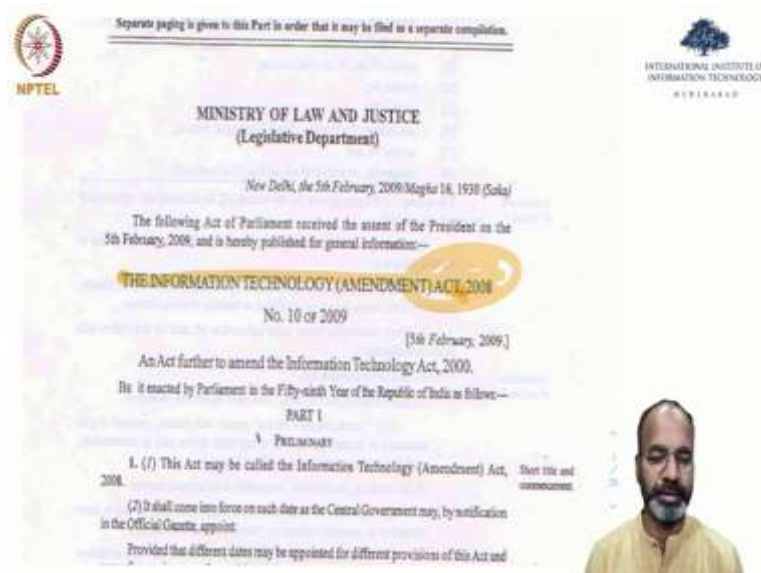 Separate paging is given to this Part in order that it may be filed as a separate compilation.
NPTEL
INTERNATIONAL INSTITUTE OF
INFORMATION TECHNOLOGY
HYDERABAD
MINISTRY OF LAW AND JUSTICE
(Legislative Department)
New Delhi, the 5th February, 2009/Magha 16, 1930 (Saka)
The following Act of Parliament received the assent of the President on the
5th February, 2009, and is hereby published for general information:—
THE INFORMATION TECHNOLOGY (AMENDMENT) ACT, 2008
No. 10 OF 2009
[5th February, 2009.]
An Act further to amend the Information Technology Act, 2000.
BE it enacted by Parliament in the Fifty-ninth Year of the Republic of India as follows:—
PART I
PRELIMINARY
1. (1) This Act may be called the Information Technology (Amendment) Act,
2008.
Short title and
commencement
(2) It shall come into force on such date as the Central Government may, by notification
in the Official Gazette, appoint:
Provided that different dates may be appointed for different provisions of this Act and